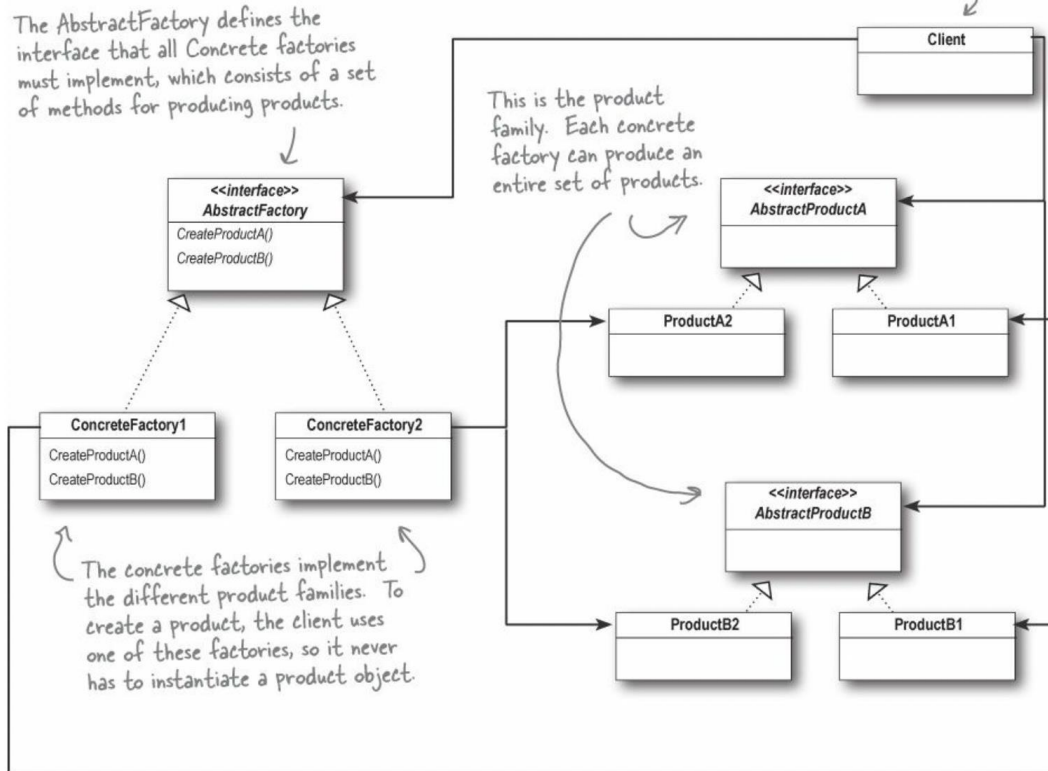 The AbstractFactory defines the
interface that all Concrete factories
must implement, which consists of a set
of methods for producing products.
Client
This is the product
family. Each concrete
factory can produce an
entire set of products.
<<interface>>
AbstractFactory
CreateProductA()
CreateProductB()
<<interface>>
AbstractProductA
ProductA2
ProductA1
ConcreteFactory1
CreateProductA()
CreateProductB()
ConcreteFactory2
CreateProductA()
CreateProductB()
<<interface>>
AbstractProductB
The concrete factories implement
the different product families. To
create a product, the client uses
one of these factories, so it never
has to instantiate a product object.
ProductB2
ProductB1